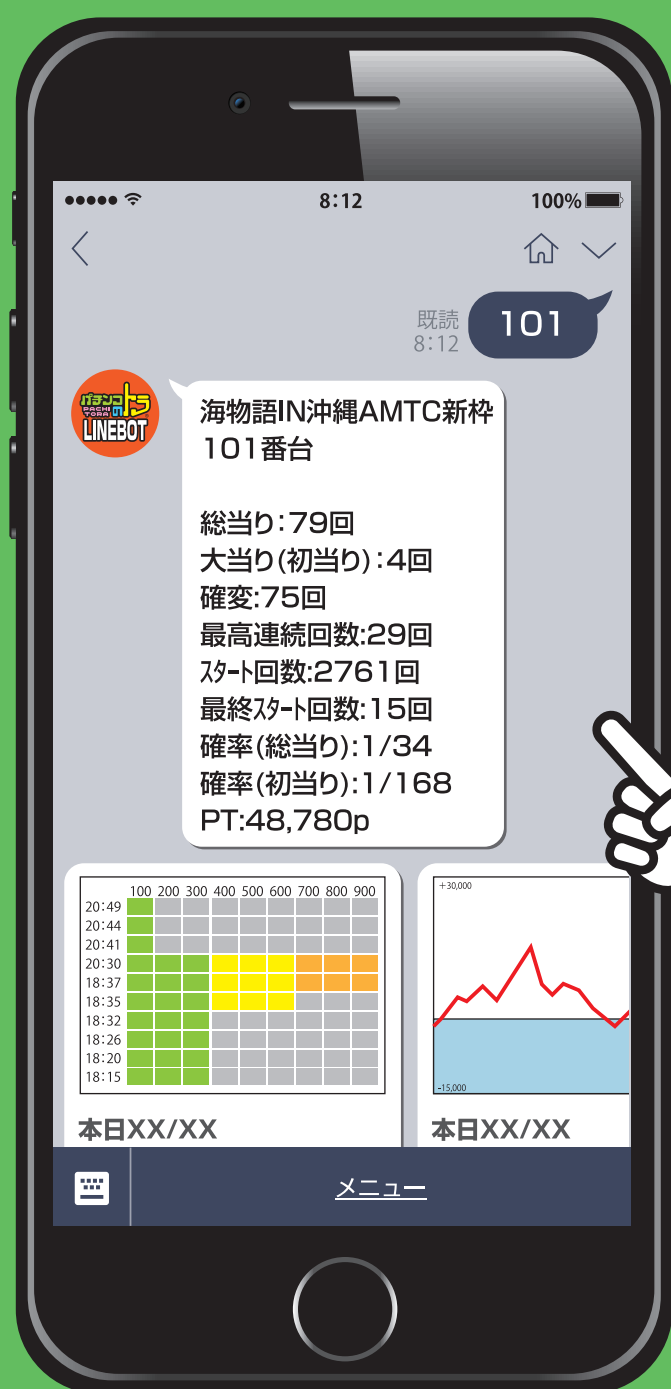 8:12
100%
既読
8:12
101
パチンコのトラ
PACHI
TORA
LINEBOT
海物語IN沖縄AMTC新枠
101番台
総当り:79回
大当り(初当り):4回
確変:75回
最高連続回数:29回
ｽﾀｰﾄ回数:2761回
最終ｽﾀｰﾄ回数:15回
確率(総当り):1/34
確率(初当り):1/168
PT:48,780p
100 200 300 400 500 600 700 800 900
20:49
20:44
20:41
20:30
18:37
18:35
18:32
18:26
18:20
18:15
本日XX/XX
+30,000
-15,000
本日XX/XX
メニュー